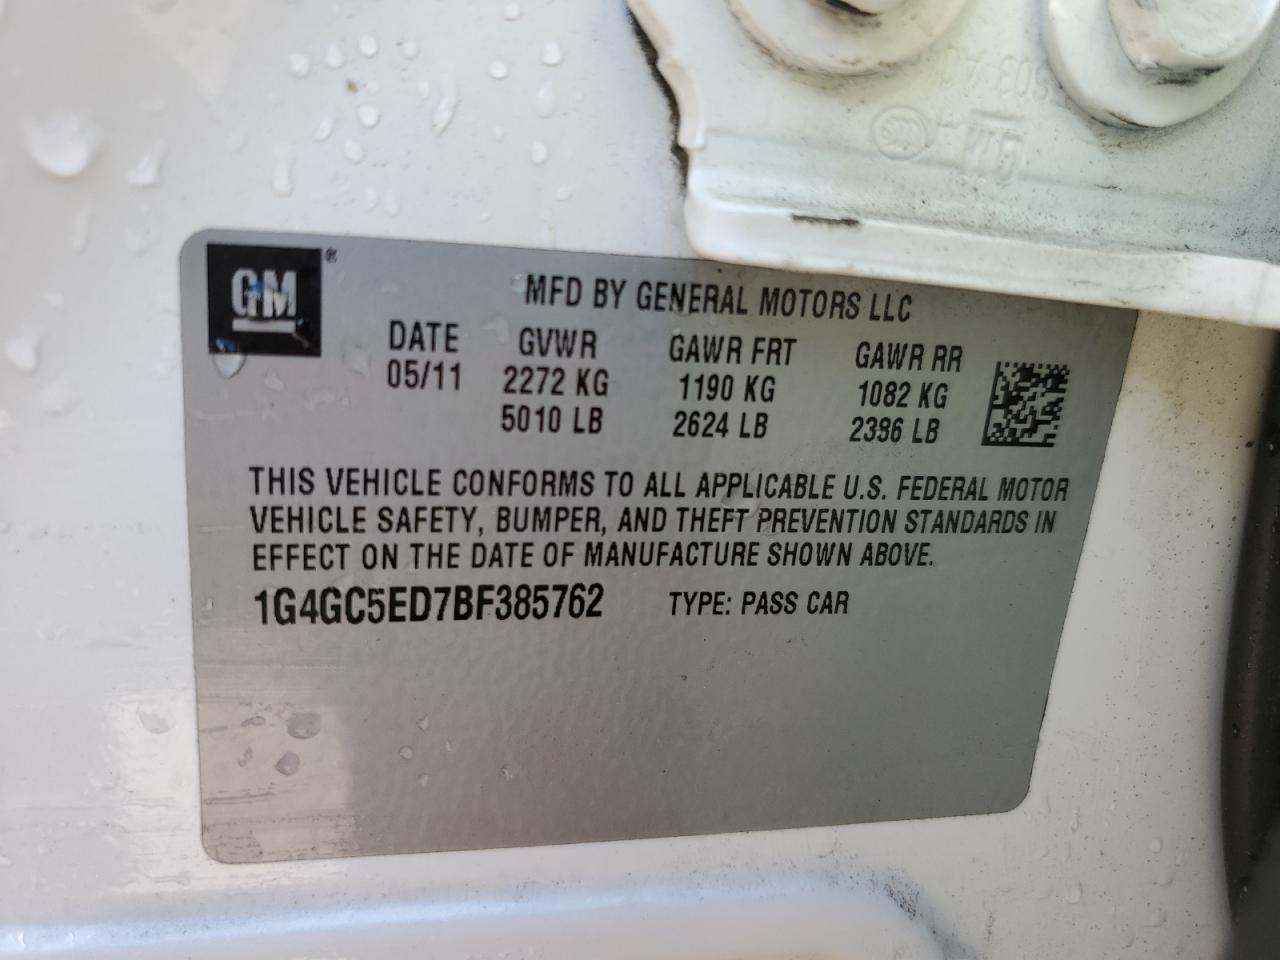 GM
GM ®
MFD BY GENERAL MOTORS LLC
DATE GVWR GAWR FRT GAWR RR
05/11 2272 KG 1190 KG 1082 KG
5010 LB 2624 LB 2386 LB
THIS VEHICLE CONFORMS TO ALL APPLICABLE U.S. FEDERAL MOTOR
VEHICLE SAFETY, BUMPER, AND THEFT PREVENTION STANDARDS IN
EFFECT ON THE DATE OF MANUFACTURE SHOWN ABOVE.
1G4GC5ED7BF385762 TYPE: PASS CAR